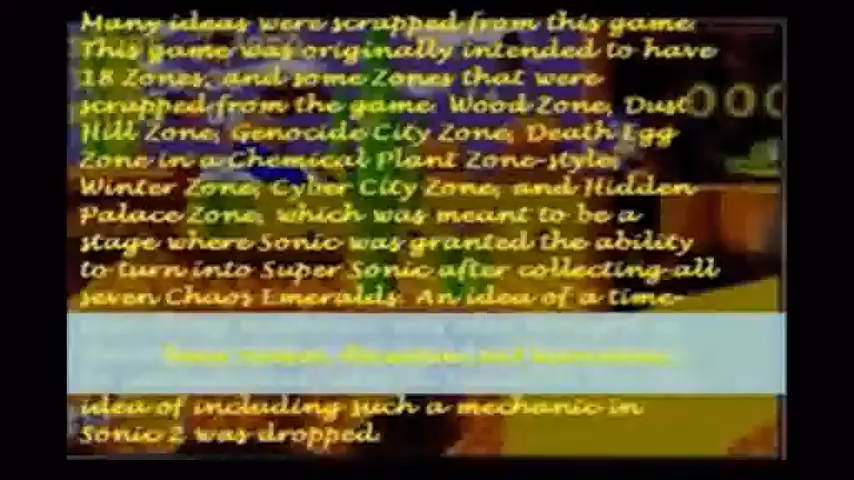 Many ideas were scrapped from this game.
This game was originally intended to have
18 Zones, and some Zones that were
scrapped from the game. Wood Zone, Dust
Hill Zone, Genocide City Zone, Death Egg
Zone in a Chemical Plant Zone-style,
Winter Zone, Cyber City Zone, and Hidden
Palace Zone, which was meant to be a
stage where Sonic was granted the ability
to turn into Super Sonic after collecting all
seven Chaos Emeralds. An idea of a time-
idea of including such a mechanic in
Sonic 2 was dropped.
000